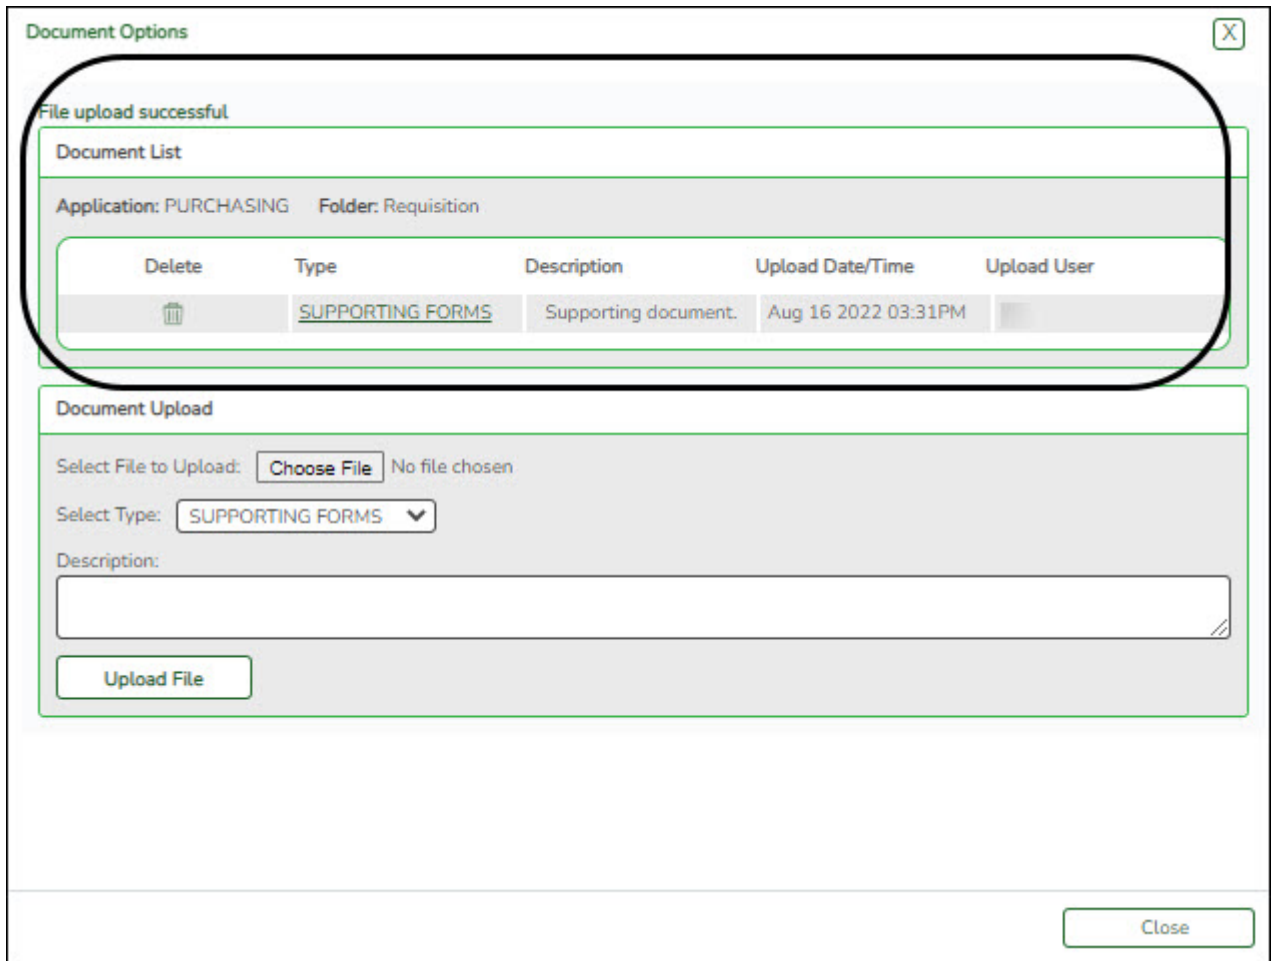 Document Options
X
File upload successful
Document List
Application: PURCHASING Folder: Requisition
Delete Type Description Upload Date/Time Upload User
SUPPORTING FORMS Supporting document. Aug 16 2022 03:31PM
Document Upload
Select File to Upload: Choose File No file chosen
Select Type: SUPPORTING FORMS
Description:
Upload File
Close